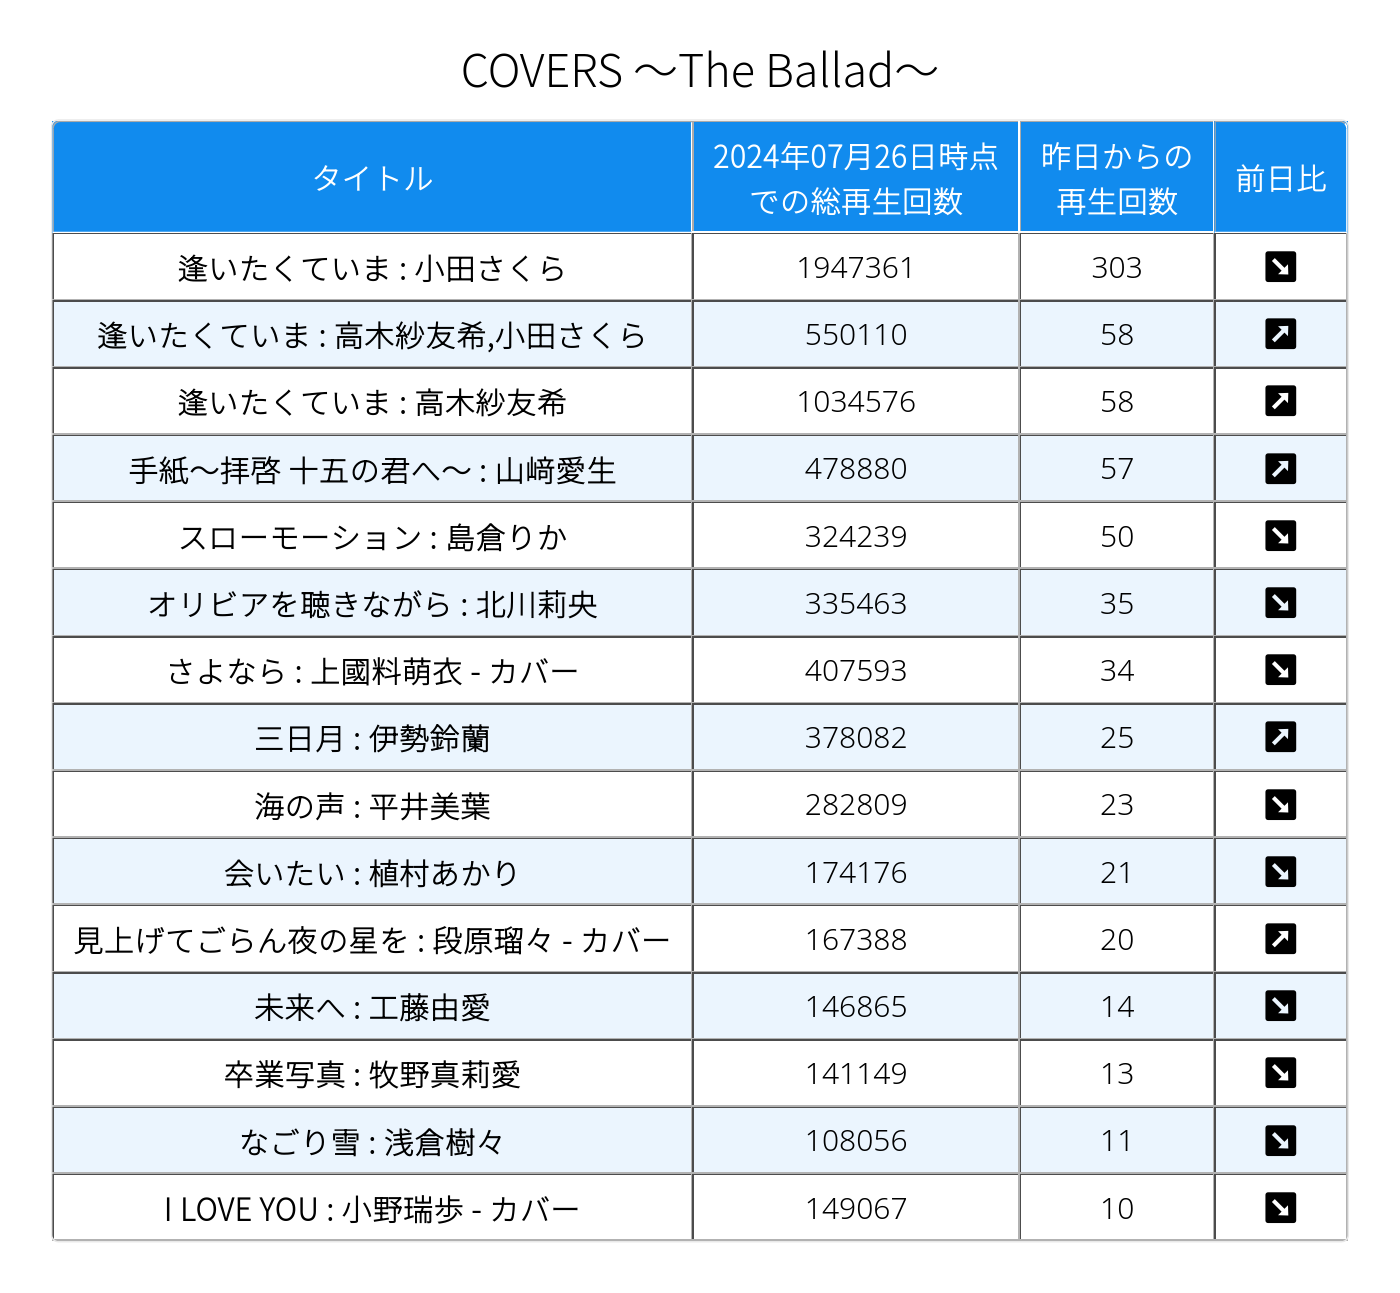 COVERS ～The Ballad～
タイトル 2024年07月26日時点での総再生回数 昨日からの再生回数 前日比
逢いたくていま : 小田さくら 1947361 303 ↘
逢いたくていま : 高木紗友希,小田さくら 550110 58 ↗
逢いたくていま : 高木紗友希 1034576 58 ↗
手紙～拝啓 十五の君へ～ : 山﨑愛生 478880 57 ↗
スローモーション : 島倉りか 324239 50 ↘
オリビアを聴きながら : 北川莉央 335463 35 ↘
さよなら : 上國料萌衣 - カバー 407593 34 ↘
三日月 : 伊勢鈴蘭 378082 25 ↗
海の声 : 平井美葉 282809 23 ↘
会いたい : 植村あかり 174176 21 ↘
見上げてごらん夜の星を : 段原瑠々 - カバー 167388 20 ↗
未来へ : 工藤由愛 146865 14 ↘
卒業写真 : 牧野真莉愛 141149 13 ↘
なごり雪 : 浅倉樹々 108056 11 ↘
I LOVE YOU : 小野瑞歩 - カバー 149067 10 ↘